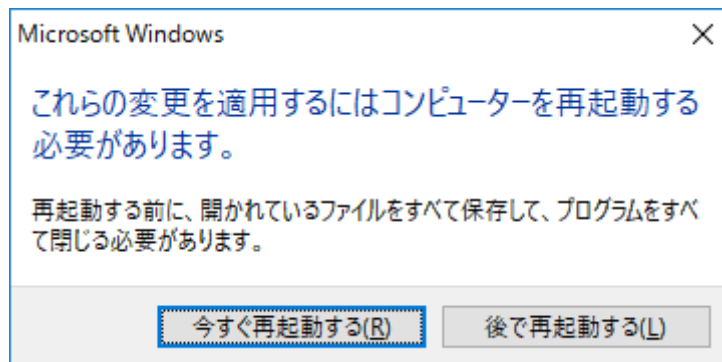 Microsoft Windows
これらの変更を適用するにはコンピューターを再起動する
必要があります。
再起動する前に、開かれているファイルをすべて保存して、プログラムをすべ
て閉じる必要があります。
今すぐ再起動する(R)
後で再起動する(L)